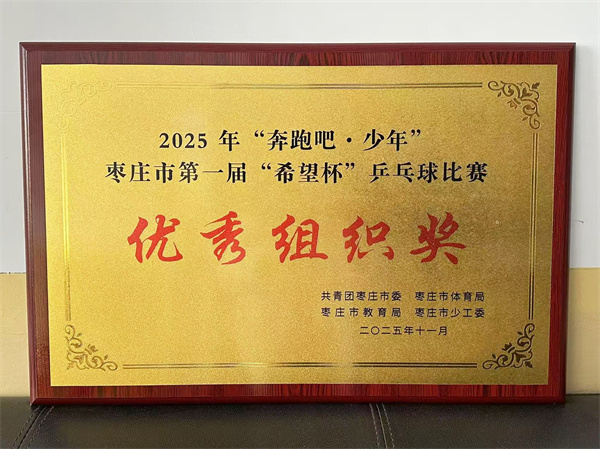 2025 年“奔跑吧·少年”
枣庄市第一届“希望杯”乒乓球比赛
优秀组织奖
共青团枣庄市委 枣庄市体育局
枣庄市教育局 枣庄市少工委
二〇二五年十一月